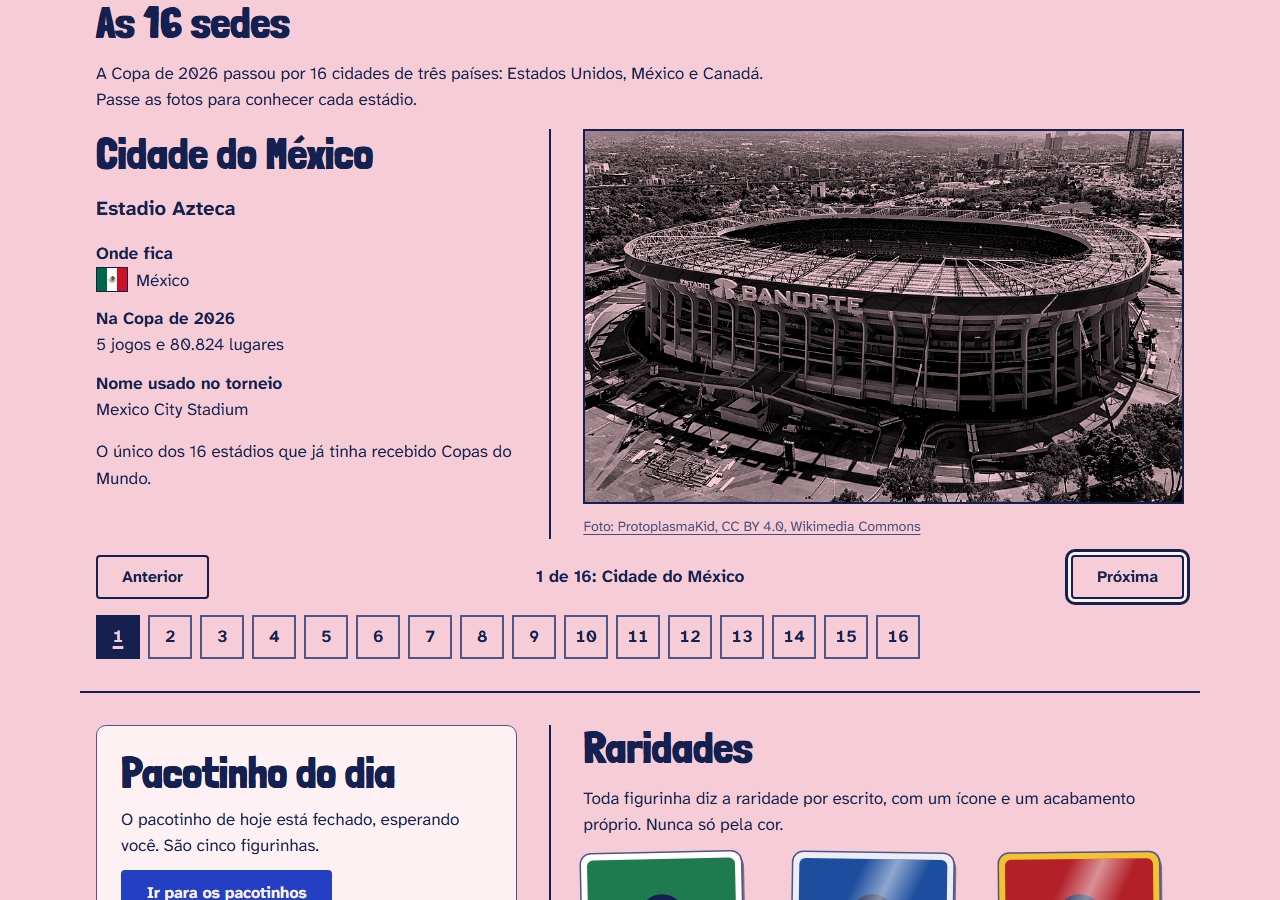 As 16 sedes
A Copa de 2026 passou por 16 cidades de três países: Estados Unidos, México e Canadá.
Passe as fotos para conhecer cada estádio.
Cidade do México
Estadio Azteca
Onde fica
México
Na Copa de 2026
5 jogos e 80.824 lugares
Nome usado no torneio
Mexico City Stadium
O único dos 16 estádios que já tinha recebido Copas do
Mundo.
ESTADIO BANORTE
Foto: ProtoplasmaKid, CC BY 4.0, Wikimedia Commons
Anterior
1 de 16: Cidade do México
Próxima
1 2 3 4 5 6 7 8 9 10 11 12 13 14 15 16
Pacotinho do dia
O pacotinho de hoje está fechado, esperando
você. São cinco figurinhas.
Ir para os pacotinhos
Raridades
Toda figurinha diz a raridade por escrito, com um ícone e um acabamento
próprio. Nunca só pela cor.